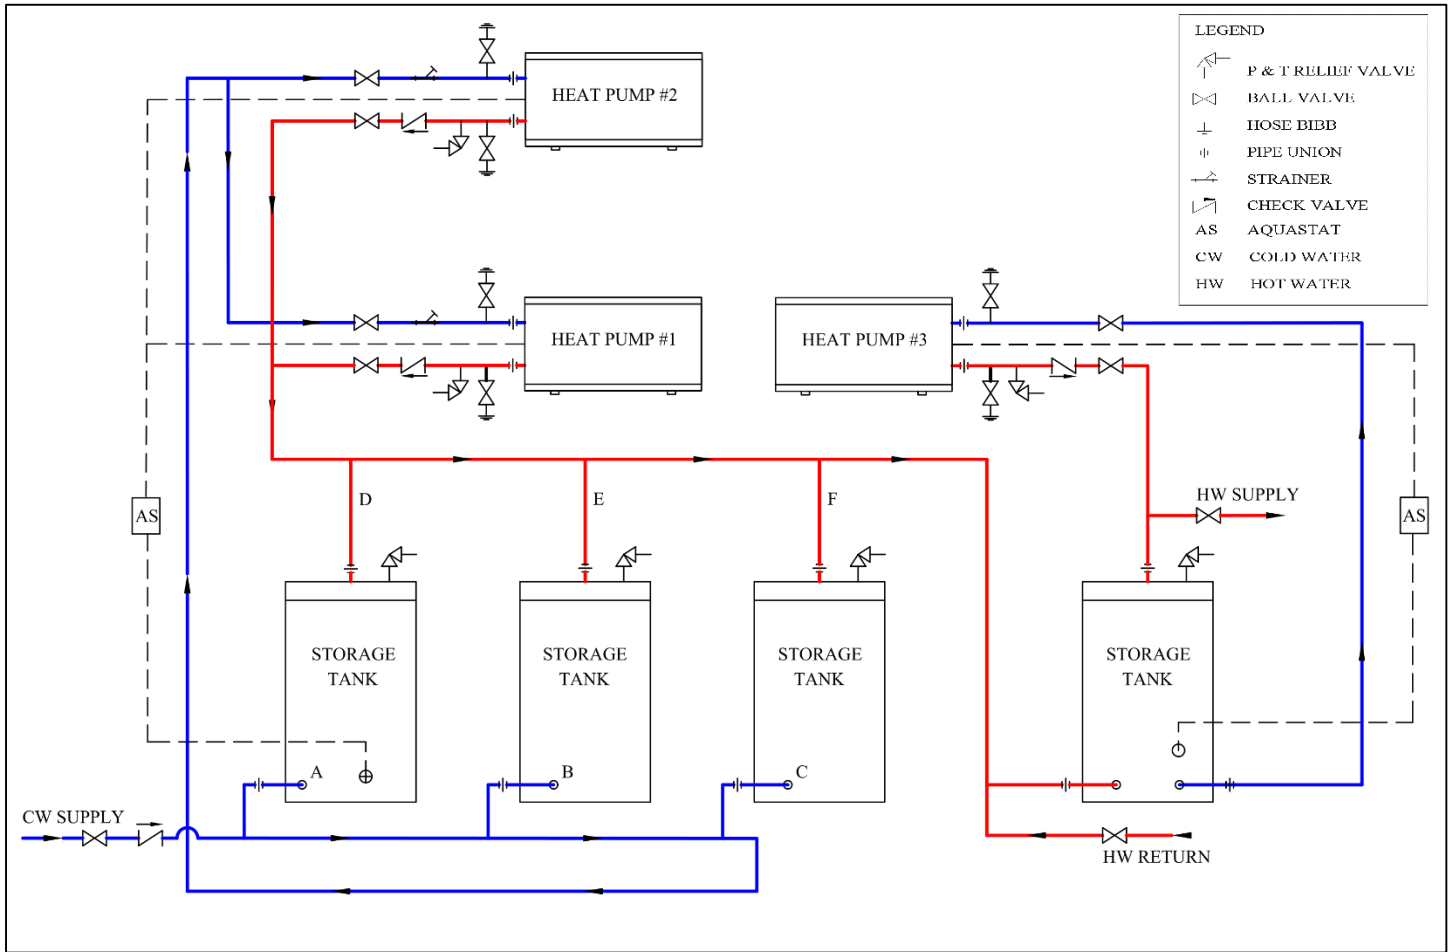 LEGEND
P & T RELIEF VALVE
BALL VALVE
HOSE BIBB
PIPE UNION
STRAINER
CHECK VALVE
AS AQUASTAT
CW COLD WATER
HW HOT WATER
HEAT PUMP #2
HEAT PUMP #1
HEAT PUMP #3
D
E
F
HW SUPPLY
AS
AS
STORAGE
TANK
STORAGE
TANK
STORAGE
TANK
STORAGE
TANK
A
B
C
CW SUPPLY
HW RETURN